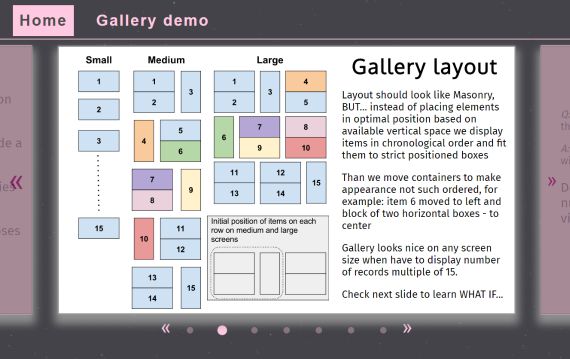 Home Gallery demo
Small Medium Large
1
2
3
15
1
2
3
4
5
6
7
8
9
10
11
12
13
14
15
1
2
3
4
5
6
7
9
8
10
11
12
13
14
15
Initial position of items on each
row on medium and large
screens
Gallery layout
Layout should look like Masonry,
BUT... instead of placing elements
in optimal position based on
available vertical space we display
items in chronological order and fit
them to strict positioned boxes
Than we move containers to make
appearance not such ordered, for
example: item 6 moved to left and
block of two horizontal boxes - to
center
Gallery looks nice on any screen
size when have to display number
of records multiple of 15.
Check next slide to learn WHAT IF...
«
»
« »